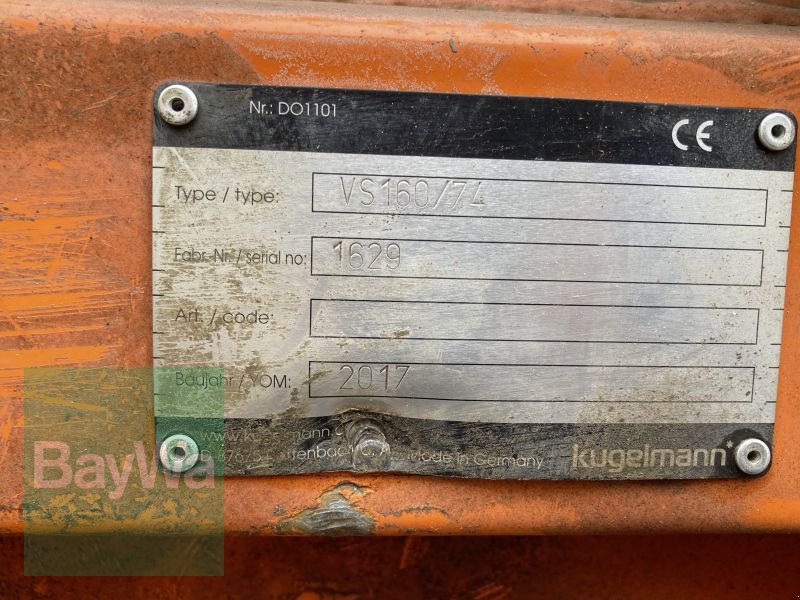 Nr.: DO1101
CE
Type / type: VS160/74
Fabr.-Nr. / serial no: 1629
Art. / code:
Baujahr / YOM: 2017
Made in Germany
kugelmann
BayWa